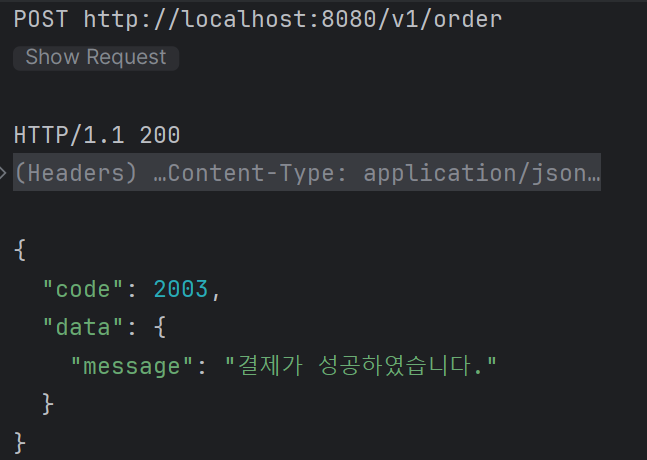 POST http://localhost:8080/v1/order
Show Request
HTTP/1.1 200
(Headers) …Content-Type: application/json…
{
"code": 2003,
"data": {
"message": "결제가 성공하였습니다."
}
}